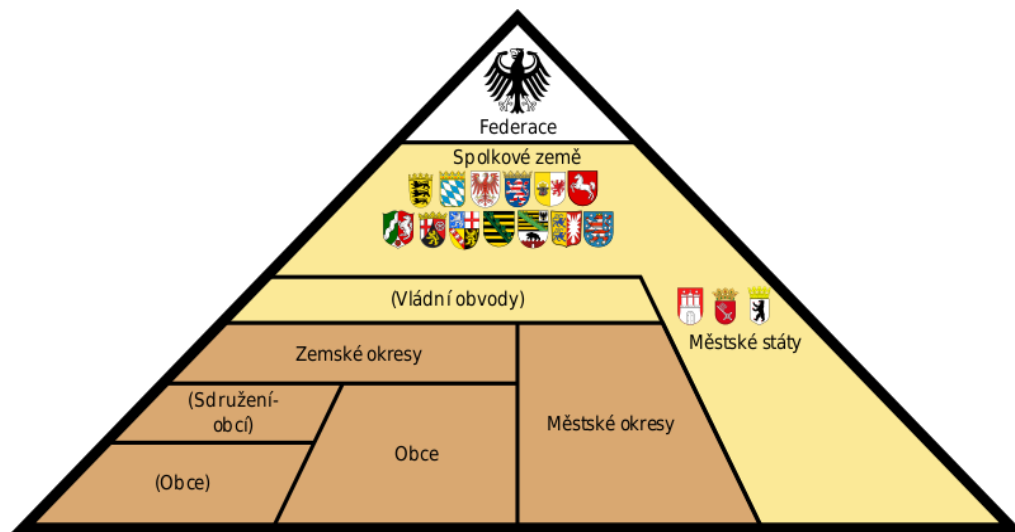 Federace
Spolkové země
(Vládní obvody)
Městské státy
Zemské okresy
(Sdružení-
obcí)
Městské okresy
Obce
(Obce)